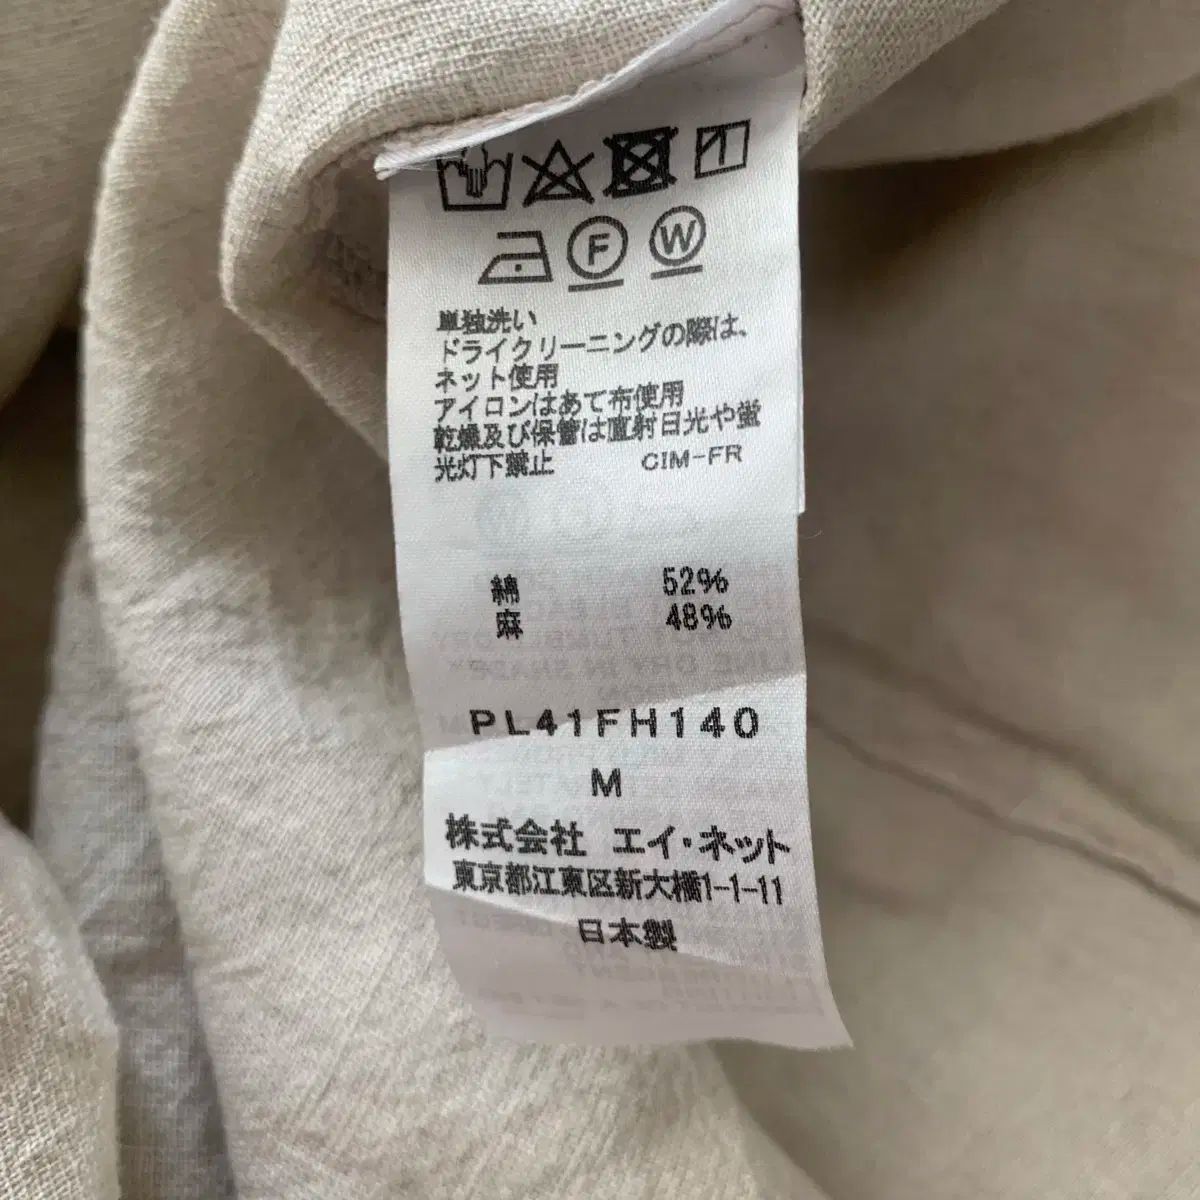 F W
単独洗い
ドライクリーニングの際は、
ネット使用
アイロンはあて布使用
乾燥及び保管は直射日光や蛍
光灯下禁止 CIM-FR
綿 52%
麻 48%
PL41FH140
M
株式会社 エイ・ネット
東京都江東区新大橋1-1-11
日本製